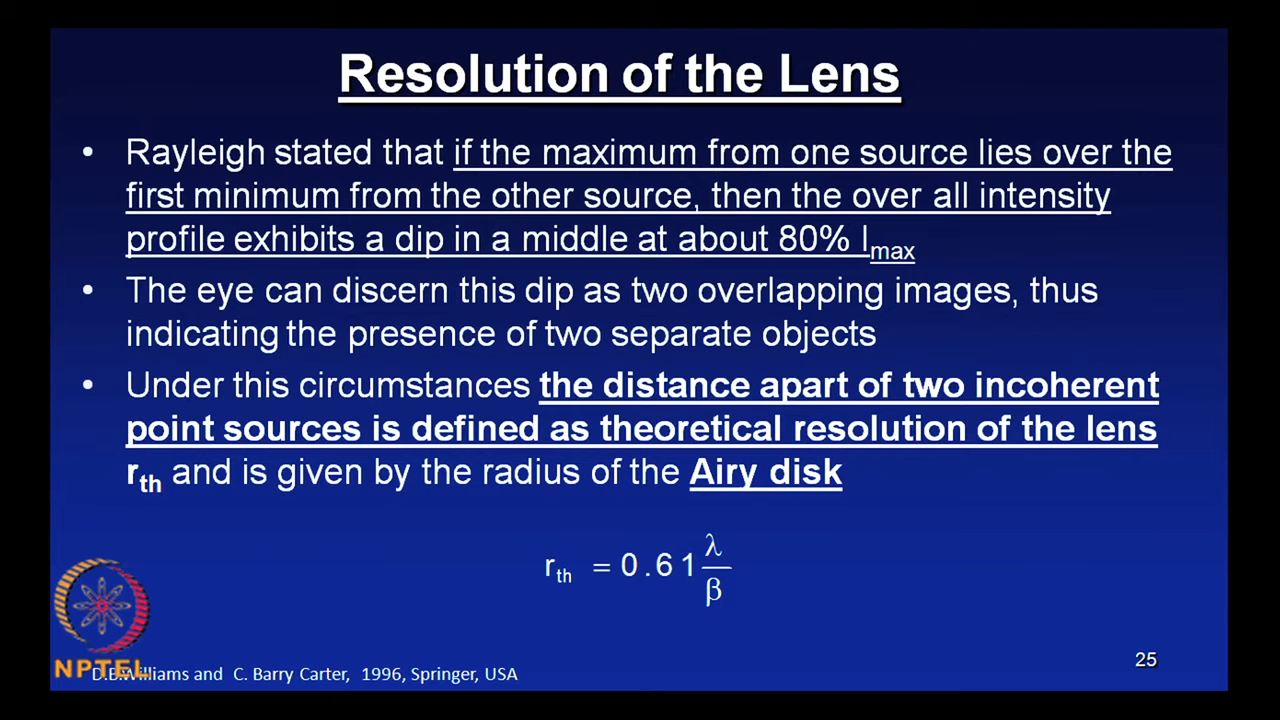 Resolution of the Lens
• Rayleigh stated that if the maximum from one source lies over the
first minimum from the other source, then the over all intensity
profile exhibits a dip in a middle at about 80% Imax
• The eye can discern this dip as two overlapping images, thus
indicating the presence of two separate objects
• Under this circumstances the distance apart of two incoherent
point sources is defined as theoretical resolution of the lens
rth and is given by the radius of the Airy disk
rth = 0.61 λ/β
NPTEL
D.B.Williams and C. Barry Carter, 1996, Springer, USA
25